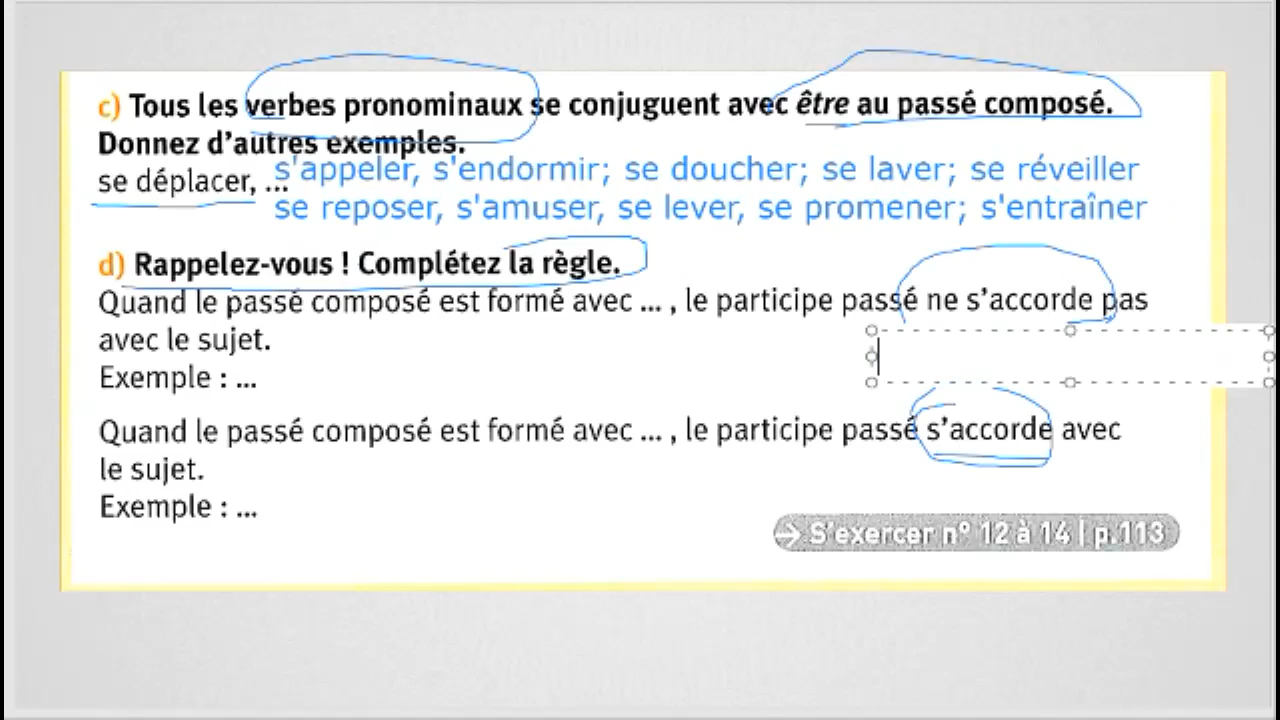 c) Tous les verbes pronominaux se conjuguent avec être au passé composé.
Donnez d'autres exemples.
se déplacer, ... s'appeler, s'endormir; se doucher; se laver; se réveiller
se reposer, s'amuser, se lever, se promener; s'entraîner
d) Rappelez-vous ! Complétez la règle.
Quand le passé composé est formé avec ... , le participe passé ne s'accorde pas
avec le sujet.
Exemple : ...
Quand le passé composé est formé avec ... , le participe passé s'accorde avec
le sujet.
Exemple : ...
→ S'exercer n° 12 à 14 | p.113